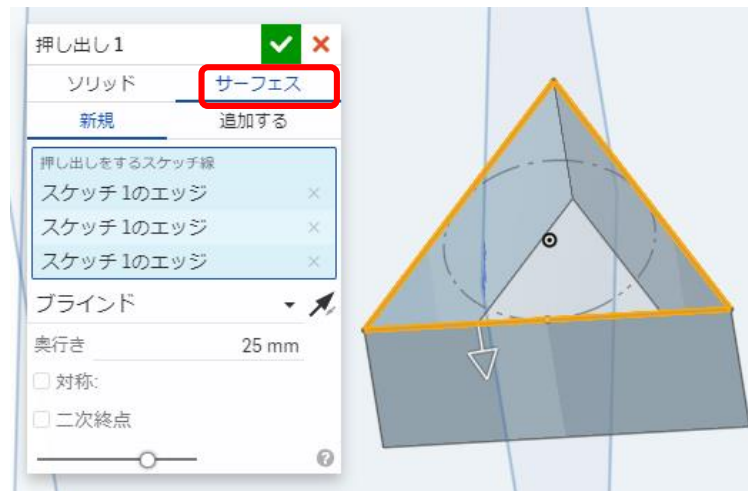 押し出し 1
ソリッド サーフェス
新規 追加する
押し出しをするスケッチ線
スケッチ 1のエッジ
スケッチ 1のエッジ
スケッチ 1のエッジ
ブラインド
奥行き 25 mm
対称:
二次終点